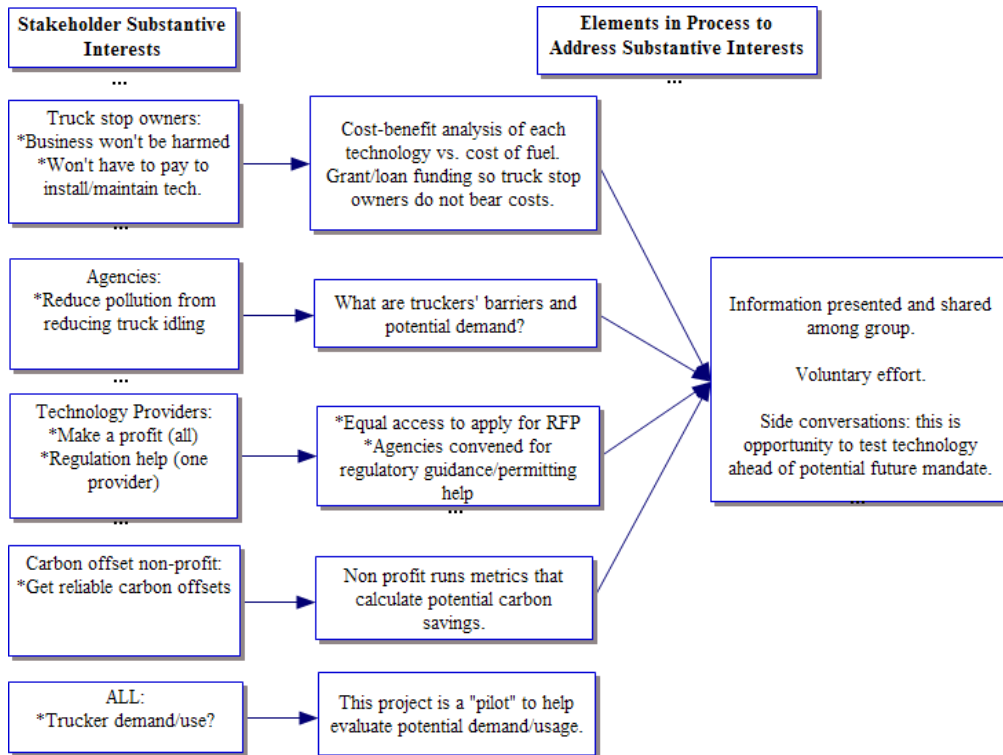 Stakeholder Substantive
Interests
...
Elements in Process to
Address Substantive Interests
...
Truck stop owners:
*Business won't be harmed
*Won't have to pay to
install/maintain tech.
...
Cost-benefit analysis of each
technology vs. cost of fuel.
Grant/loan funding so truck stop
owners do not bear costs.
Agencies:
*Reduce pollution from
reducing truck idling
...
What are truckers' barriers and
potential demand?
Technology Providers:
*Make a profit (all)
*Regulation help (one
provider)
...
*Equal access to apply for RFP
*Agencies convened for
regulatory guidance/permitting
help
...
Carbon offset non-profit:
*Get reliable carbon offsets
Non profit runs metrics that
calculate potential carbon
savings.
ALL:
*Trucker demand/use?
This project is a "pilot" to help
evaluate potential demand/usage.
Information presented and shared
among group.
Voluntary effort.
Side conversations: this is
opportunity to test technology
ahead of potential future mandate.
...